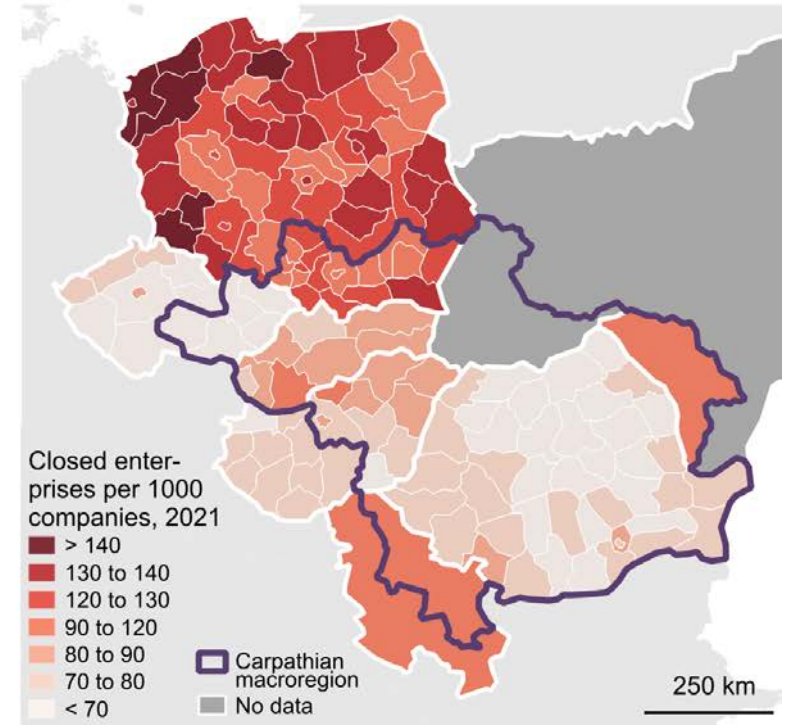 Closed enter-
prises per 1000
companies, 2021
> 140
130 to 140
120 to 130
90 to 120
80 to 90
70 to 80
< 70
Carpathian
macroregion
No data
250 km